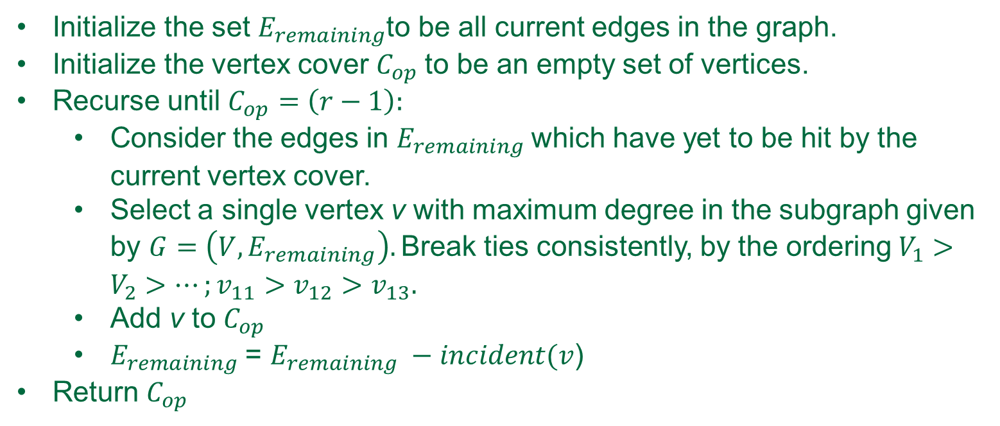 • Initialize the set E_{remaining}to be all current edges in the graph.
• Initialize the vertex cover C_{op} to be an empty set of vertices.
• Recurse until C_{op} = (r − 1):
• Consider the edges in E_{remaining} which have yet to be hit by the
current vertex cover.
• Select a single vertex v with maximum degree in the subgraph given
by G = (V, E_{remaining}). Break ties consistently, by the ordering V_1 >
V_2 > ⋯ ; v_{11} > v_{12} > v_{13}.
• Add v to C_{op}
• E_{remaining} = E_{remaining} − incident(v)
• Return C_{op}